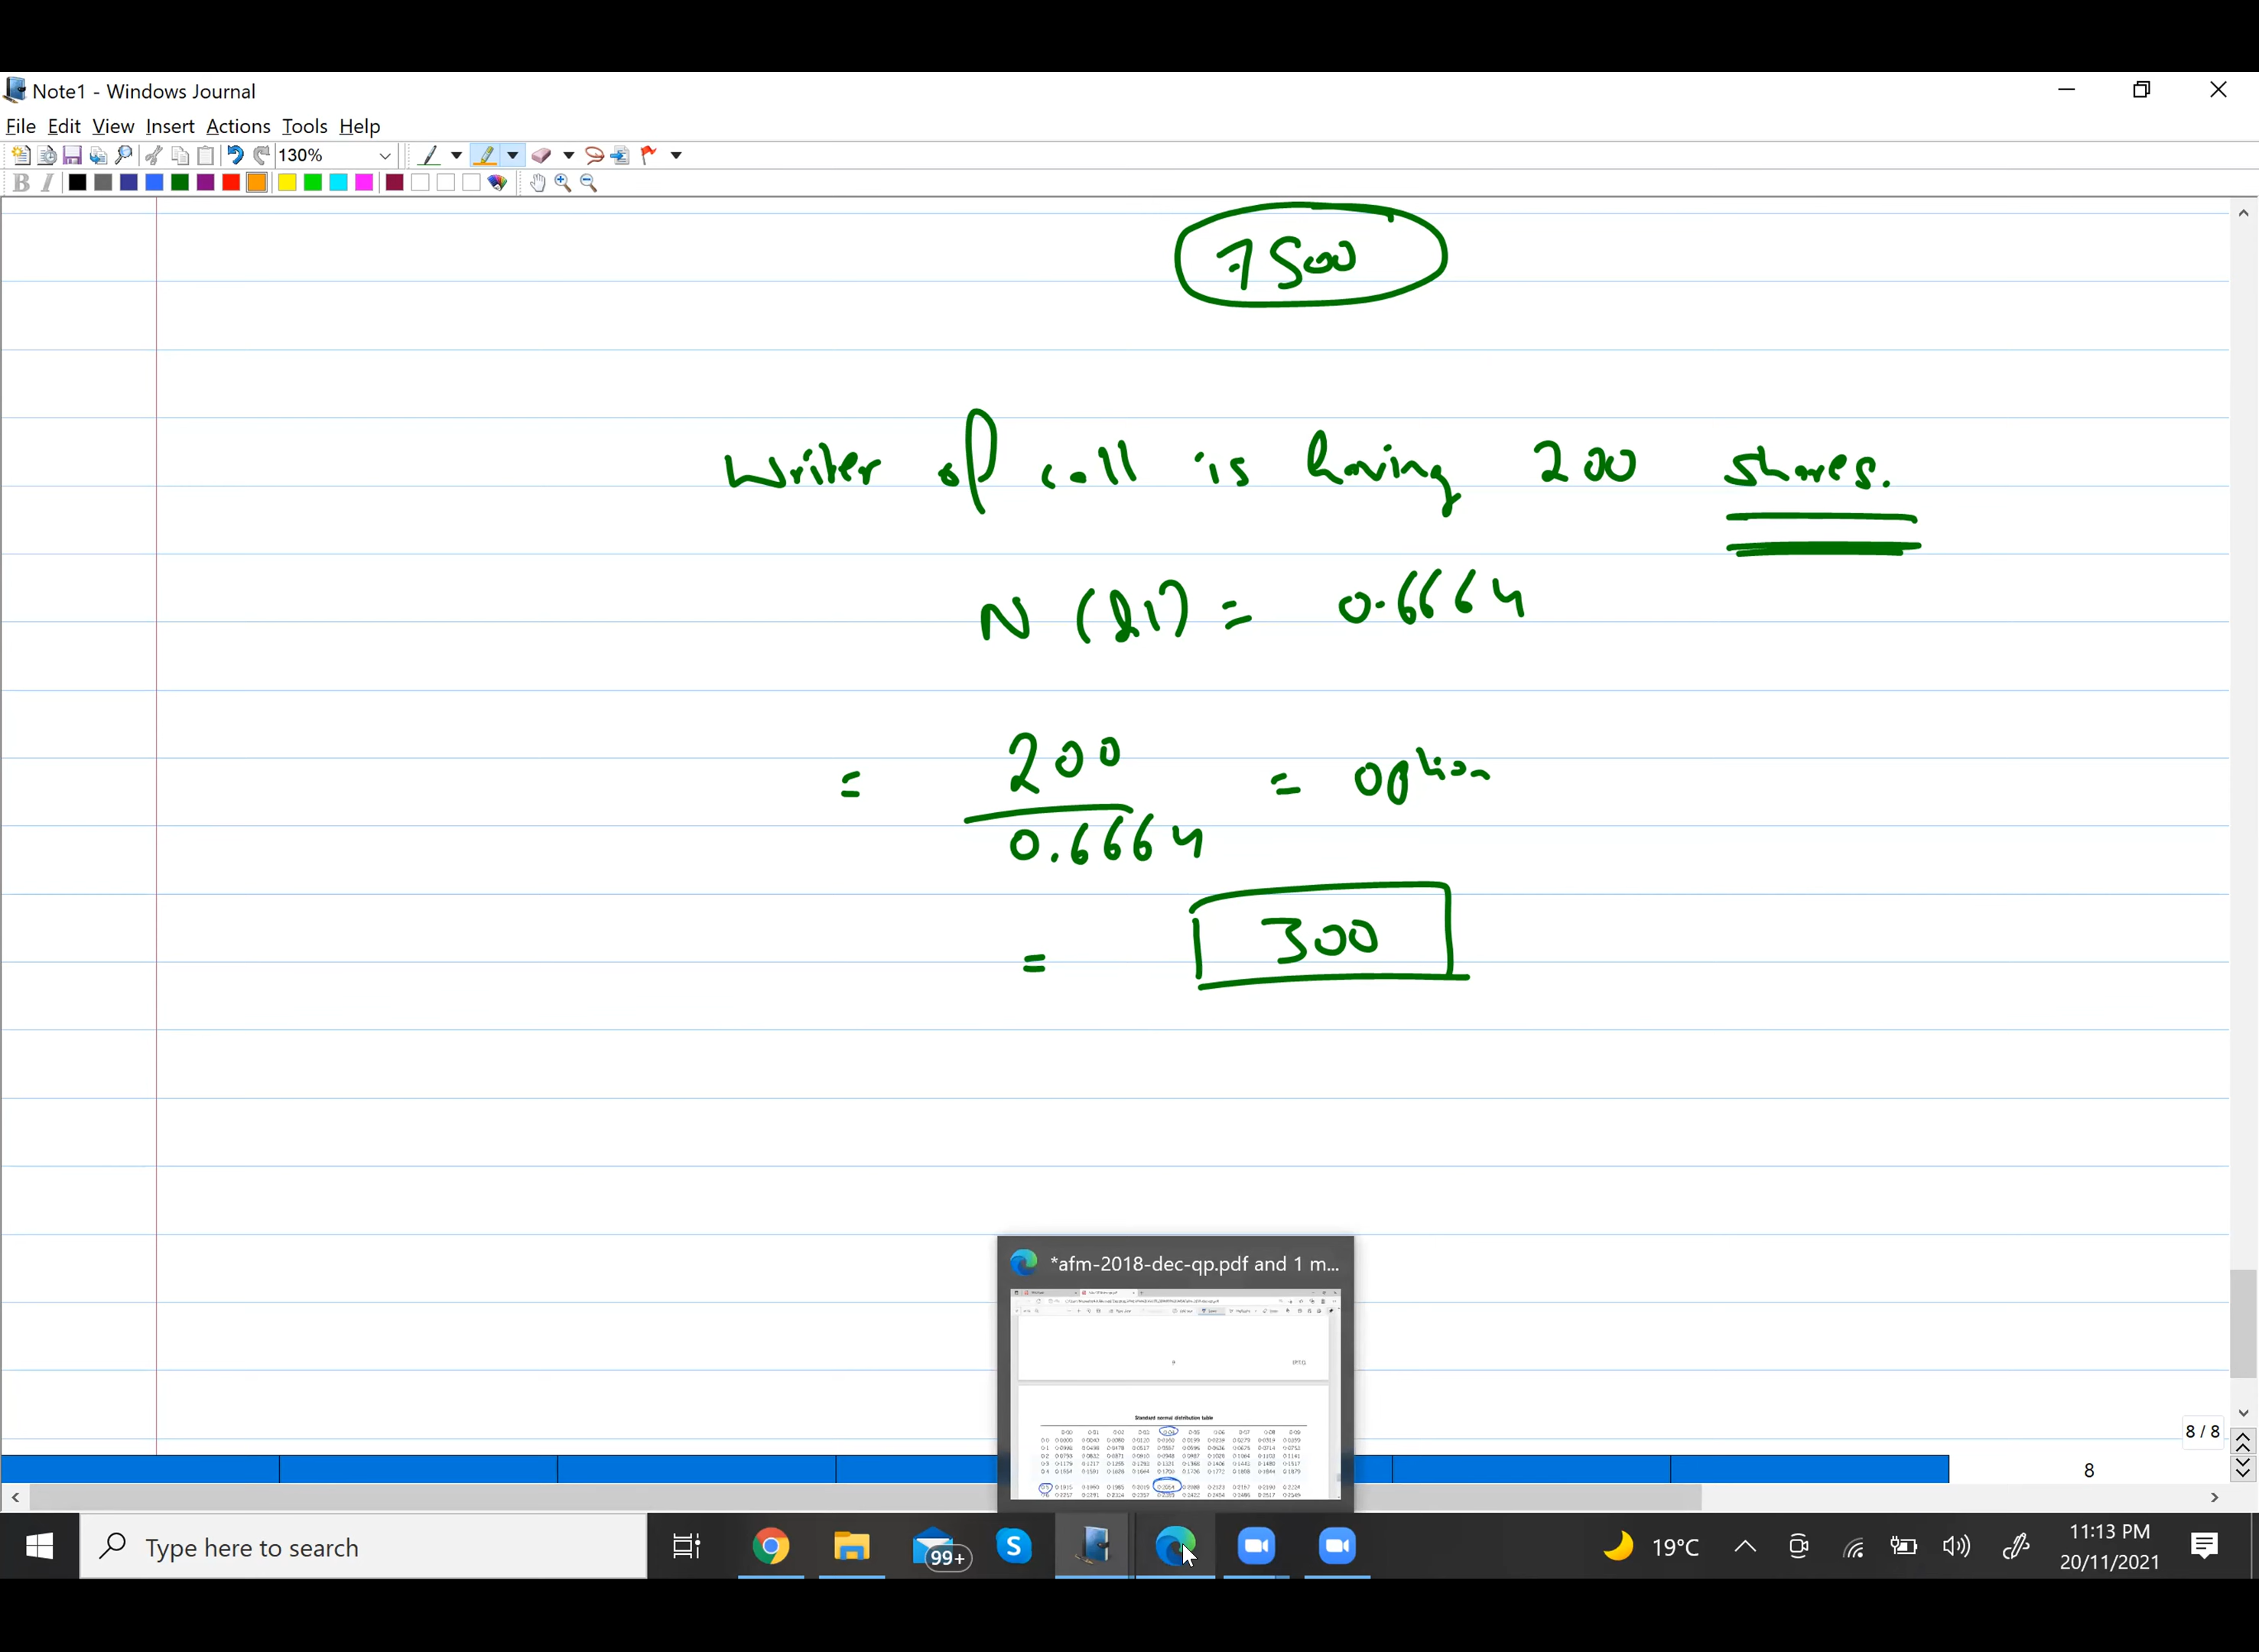 Note1 - Windows Journal
File Edit View Insert Actions Tools Help
130%
B I
7500
Writer of call is having 200 shares.
N (d1) = 0.6664
= 200 = option
0.6664
= 300
*afm-2018-dec-qp.pdf and 1 m...
Standard normal distribution table
8 / 8
8
Type here to search
99+
S
19°C
11:13 PM
20/11/2021